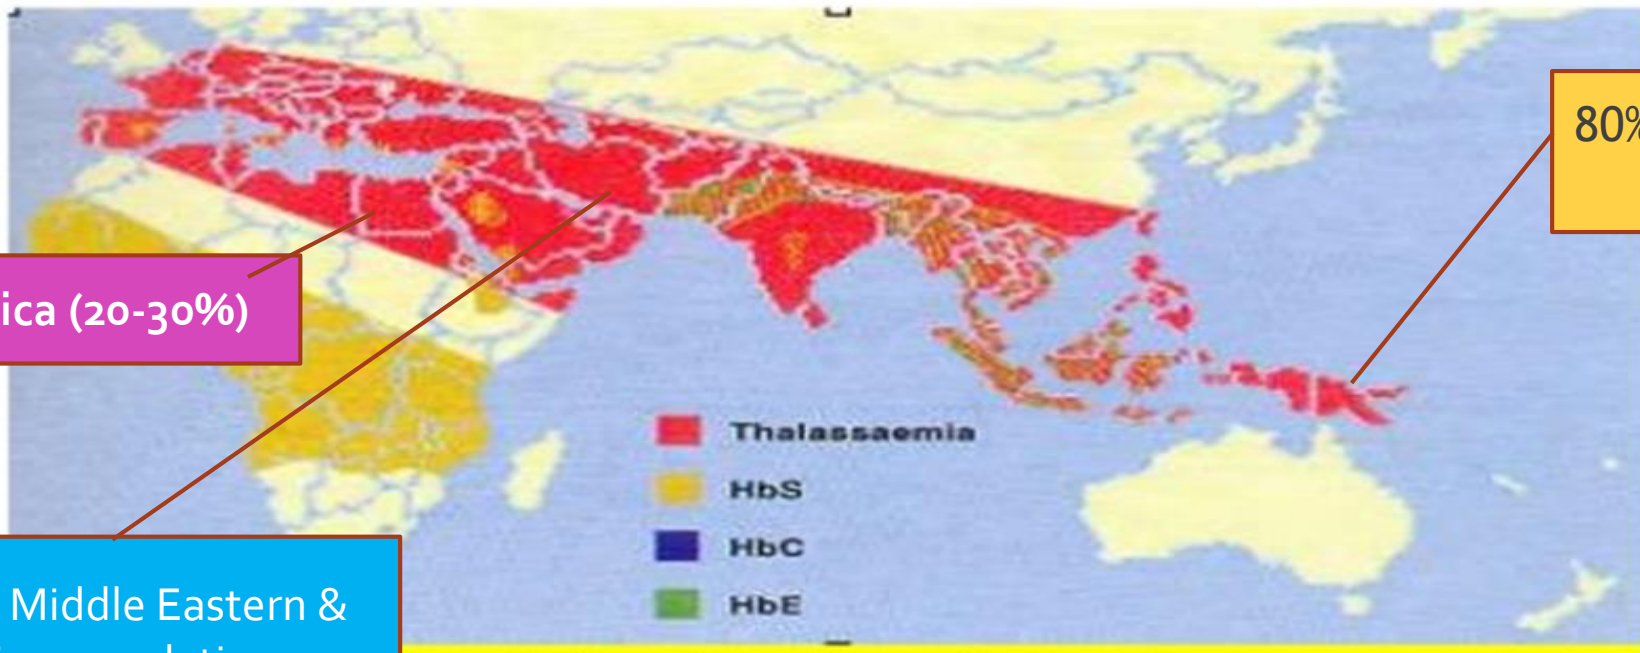 80%
ica (20-30%)
Thalassaemia
HbS
HbC
HbE
Middle Eastern &